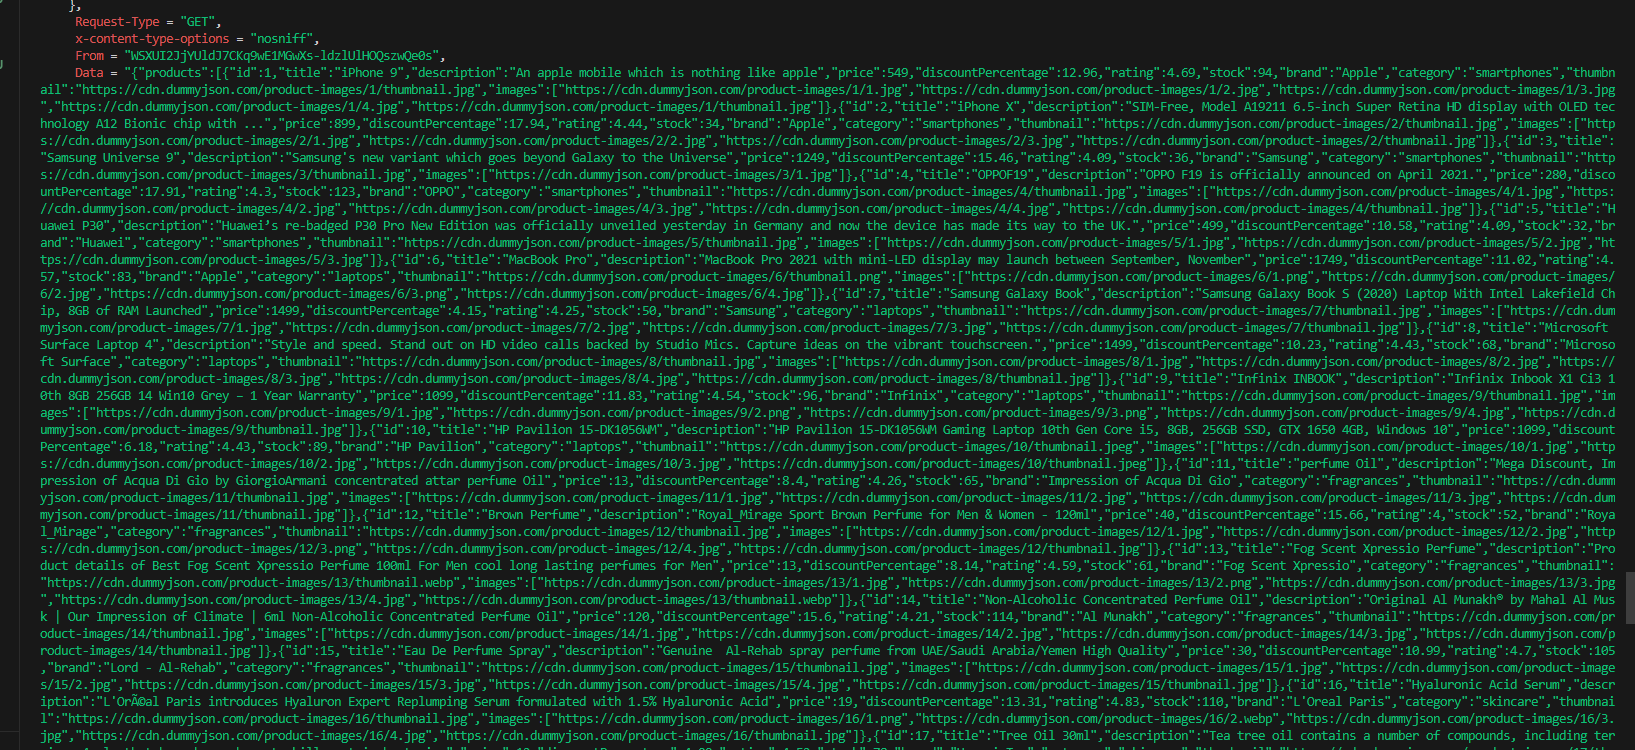 },
Request-Type = "GET",
x-content-type-options = "nosniff",
From = "WSXUI2JjYUldJ7CKq9wE1MGwXs-ldzlUlHOQszwQe0s",
Data = "{"products":[{"id":1,"title":"iPhone 9","description":"An apple mobile which is nothing like apple","price":549,"discountPercentage":12.96,"rating":4.69,"stock":94,"brand":"Apple","category":"smartphones","thumbn
ail":"https://cdn.dummyjson.com/product-images/1/thumbnail.jpg","images":["https://cdn.dummyjson.com/product-images/1/1.jpg","https://cdn.dummyjson.com/product-images/1/2.jpg","https://cdn.dummyjson.com/product-images/1/3.jpg
","https://cdn.dummyjson.com/product-images/1/4.jpg","https://cdn.dummyjson.com/product-images/1/thumbnail.jpg"]},{"id":2,"title":"iPhone X","description":"SIM-Free, Model A19211 6.5-inch Super Retina HD display with OLED tec
hnology A12 Bionic chip with ...","price":899,"discountPercentage":17.94,"rating":4.44,"stock":34,"brand":"Apple","category":"smartphones","thumbnail":"https://cdn.dummyjson.com/product-images/2/thumbnail.jpg","images":["http
s://cdn.dummyjson.com/product-images/2/1.jpg","https://cdn.dummyjson.com/product-images/2/2.jpg","https://cdn.dummyjson.com/product-images/2/3.jpg","https://cdn.dummyjson.com/product-images/2/thumbnail.jpg"]},{"id":3,"title":
"Samsung Universe 9","description":"Samsung's new variant which goes beyond Galaxy to the Universe","price":1249,"discountPercentage":15.46,"rating":4.09,"stock":36,"brand":"Samsung","category":"smartphones","thumbnail":"http
s://cdn.dummyjson.com/product-images/3/thumbnail.jpg","images":["https://cdn.dummyjson.com/product-images/3/1.jpg"]},{"id":4,"title":"OPPOF19","description":"OPPO F19 is officially announced on April 2021.","price":280,"disco
untPercentage":17.91,"rating":4.3,"stock":123,"brand":"OPPO","category":"smartphones","thumbnail":"https://cdn.dummyjson.com/product-images/4/thumbnail.jpg","images":["https://cdn.dummyjson.com/product-images/4/1.jpg","https:
//cdn.dummyjson.com/product-images/4/2.jpg","https://cdn.dummyjson.com/product-images/4/3.jpg","https://cdn.dummyjson.com/product-images/4/4.jpg","https://cdn.dummyjson.com/product-images/4/thumbnail.jpg"]},{"id":5,"title":"H
uawei P30","description":"Huawei's re-badged P30 Pro New Edition was officially unveiled yesterday in Germany and now the device has made its way to the UK.","price":499,"discountPercentage":10.58,"rating":4.09,"stock":32,"br
and":"Huawei","category":"smartphones","thumbnail":"https://cdn.dummyjson.com/product-images/5/thumbnail.jpg","images":["https://cdn.dummyjson.com/product-images/5/1.jpg","https://cdn.dummyjson.com/product-images/5/2.jpg","ht
tps://cdn.dummyjson.com/product-images/5/3.jpg"]},{"id":6,"title":"MacBook Pro","description":"MacBook Pro 2021 with mini-LED display may launch between September, November","price":1749,"discountPercentage":11.02,"rating":4.
57,"stock":83,"brand":"Apple","category":"laptops","thumbnail":"https://cdn.dummyjson.com/product-images/6/thumbnail.png","images":["https://cdn.dummyjson.com/product-images/6/1.png","https://cdn.dummyjson.com/product-images/
6/2.jpg","https://cdn.dummyjson.com/product-images/6/3.png","https://cdn.dummyjson.com/product-images/6/4.jpg"]},{"id":7,"title":"Samsung Galaxy Book","description":"Samsung Galaxy Book S (2020) Laptop With Intel Lakefield Ch
ip, 8GB of RAM Launched","price":1499,"discountPercentage":4.15,"rating":4.25,"stock":50,"brand":"Samsung","category":"laptops","thumbnail":"https://cdn.dummyjson.com/product-images/7/thumbnail.jpg","images":["https://cdn.dum
myjson.com/product-images/7/1.jpg","https://cdn.dummyjson.com/product-images/7/2.jpg","https://cdn.dummyjson.com/product-images/7/3.jpg","https://cdn.dummyjson.com/product-images/7/thumbnail.jpg"]},{"id":8,"title":"Microsoft
Surface Laptop 4","description":"Style and speed. Stand out on HD video calls backed by Studio Mics. Capture ideas on the vibrant touchscreen.","price":1499,"discountPercentage":10.23,"rating":4.43,"stock":68,"brand":"Microso
ft Surface","category":"laptops","thumbnail":"https://cdn.dummyjson.com/product-images/8/thumbnail.jpg","images":["https://cdn.dummyjson.com/product-images/8/1.jpg","https://cdn.dummyjson.com/product-images/8/2.jpg","https://
cdn.dummyjson.com/product-images/8/3.jpg","https://cdn.dummyjson.com/product-images/8/4.jpg","https://cdn.dummyjson.com/product-images/8/thumbnail.jpg"]},{"id":9,"title":"Infinix INBOOK","description":"Infinix Inbook X1 Ci3 1
0th 8GB 256GB 14 Win10 Grey – 1 Year Warranty","price":1099,"discountPercentage":11.83,"rating":4.54,"stock":96,"brand":"Infinix","category":"laptops","thumbnail":"https://cdn.dummyjson.com/product-images/9/thumbnail.jpg","im
ages":["https://cdn.dummyjson.com/product-images/9/1.jpg","https://cdn.dummyjson.com/product-images/9/2.png","https://cdn.dummyjson.com/product-images/9/3.png","https://cdn.dummyjson.com/product-images/9/4.jpg","https://cdn.d
ummyjson.com/product-images/9/thumbnail.jpg"]},{"id":10,"title":"HP Pavilion 15-DK1056WM","description":"HP Pavilion 15-DK1056WM Gaming Laptop 10th Gen Core i5, 8GB, 256GB SSD, GTX 1650 4GB, Windows 10","price":1099,"discount
Percentage":6.18,"rating":4.43,"stock":89,"brand":"HP Pavilion","category":"laptops","thumbnail":"https://cdn.dummyjson.com/product-images/10/thumbnail.jpeg","images":["https://cdn.dummyjson.com/product-images/10/1.jpg","http
s://cdn.dummyjson.com/product-images/10/2.jpg","https://cdn.dummyjson.com/product-images/10/3.jpg","https://cdn.dummyjson.com/product-images/10/thumbnail.jpeg"]},{"id":11,"title":"perfume Oil","description":"Mega Discount, Im
pression of Acqua Di Gio by GiorgioArmani concentrated attar perfume Oil","price":13,"discountPercentage":8.4,"rating":4.26,"stock":65,"brand":"Impression of Acqua Di Gio","category":"fragrances","thumbnail":"https://cdn.dumm
yjson.com/product-images/11/thumbnail.jpg","images":["https://cdn.dummyjson.com/product-images/11/1.jpg","https://cdn.dummyjson.com/product-images/11/2.jpg","https://cdn.dummyjson.com/product-images/11/3.jpg","https://cdn.dum
myjson.com/product-images/11/thumbnail.jpg"]},{"id":12,"title":"Brown Perfume","description":"Royal_Mirage Sport Brown Perfume for Men & Women - 120ml","price":40,"discountPercentage":15.66,"rating":4,"stock":52,"brand":"Roya
l_Mirage","category":"fragrances","thumbnail":"https://cdn.dummyjson.com/product-images/12/thumbnail.jpg","images":["https://cdn.dummyjson.com/product-images/12/1.jpg","https://cdn.dummyjson.com/product-images/12/2.jpg","http
s://cdn.dummyjson.com/product-images/12/3.png","https://cdn.dummyjson.com/product-images/12/4.jpg","https://cdn.dummyjson.com/product-images/12/thumbnail.jpg"]},{"id":13,"title":"Fog Scent Xpressio Perfume","description":"Pro
duct details of Best Fog Scent Xpressio Perfume 100ml For Men cool long lasting perfumes for Men","price":13,"discountPercentage":8.14,"rating":4.59,"stock":61,"brand":"Fog Scent Xpressio","category":"fragrances","thumbnail":
"https://cdn.dummyjson.com/product-images/13/thumbnail.webp","images":["https://cdn.dummyjson.com/product-images/13/1.jpg","https://cdn.dummyjson.com/product-images/13/2.png","https://cdn.dummyjson.com/product-images/13/3.jpg
","https://cdn.dummyjson.com/product-images/13/4.jpg","https://cdn.dummyjson.com/product-images/13/thumbnail.webp"]},{"id":14,"title":"Non-Alcoholic Concentrated Perfume Oil","description":"Original Al Munakh® by Mahal Al Mus
k | Our Impression of Climate | 6ml Non-Alcoholic Concentrated Perfume Oil","price":120,"discountPercentage":15.6,"rating":4.21,"stock":114,"brand":"Al Munakh","category":"fragrances","thumbnail":"https://cdn.dummyjson.com/pr
oduct-images/14/thumbnail.jpg","images":["https://cdn.dummyjson.com/product-images/14/1.jpg","https://cdn.dummyjson.com/product-images/14/2.jpg","https://cdn.dummyjson.com/product-images/14/3.jpg","https://cdn.dummyjson.com/p
roduct-images/14/thumbnail.jpg"]},{"id":15,"title":"Eau De Perfume Spray","description":"Genuine  Al-Rehab spray perfume from UAE/Saudi Arabia/Yemen High Quality","price":30,"discountPercentage":10.99,"rating":4.7,"stock":105
,"brand":"Lord - Al-Rehab","category":"fragrances","thumbnail":"https://cdn.dummyjson.com/product-images/15/thumbnail.jpg","images":["https://cdn.dummyjson.com/product-images/15/1.jpg","https://cdn.dummyjson.com/product-images
/15/2.jpg","https://cdn.dummyjson.com/product-images/15/3.jpg","https://cdn.dummyjson.com/product-images/15/4.jpg","https://cdn.dummyjson.com/product-images/15/thumbnail.jpg"]},{"id":16,"title":"Hyaluronic Acid Serum","descr
iption":"L'OrÃ©al Paris introduces Hyaluron Expert Replumping Serum formulated with 1.5% Hyaluronic Acid","price":19,"discountPercentage":13.31,"rating":4.83,"stock":110,"brand":"L'Oreal Paris","category":"skincare","thumbnai
l":"https://cdn.dummyjson.com/product-images/16/thumbnail.jpg","images":["https://cdn.dummyjson.com/product-images/16/1.png","https://cdn.dummyjson.com/product-images/16/2.webp","https://cdn.dummyjson.com/product-images/16/3.
jpg","https://cdn.dummyjson.com/product-images/16/4.jpg","https://cdn.dummyjson.com/product-images/16/thumbnail.jpg"]},{"id":17,"title":"Tree Oil 30ml","description":"Tea tree oil contains a number of compounds, including ter